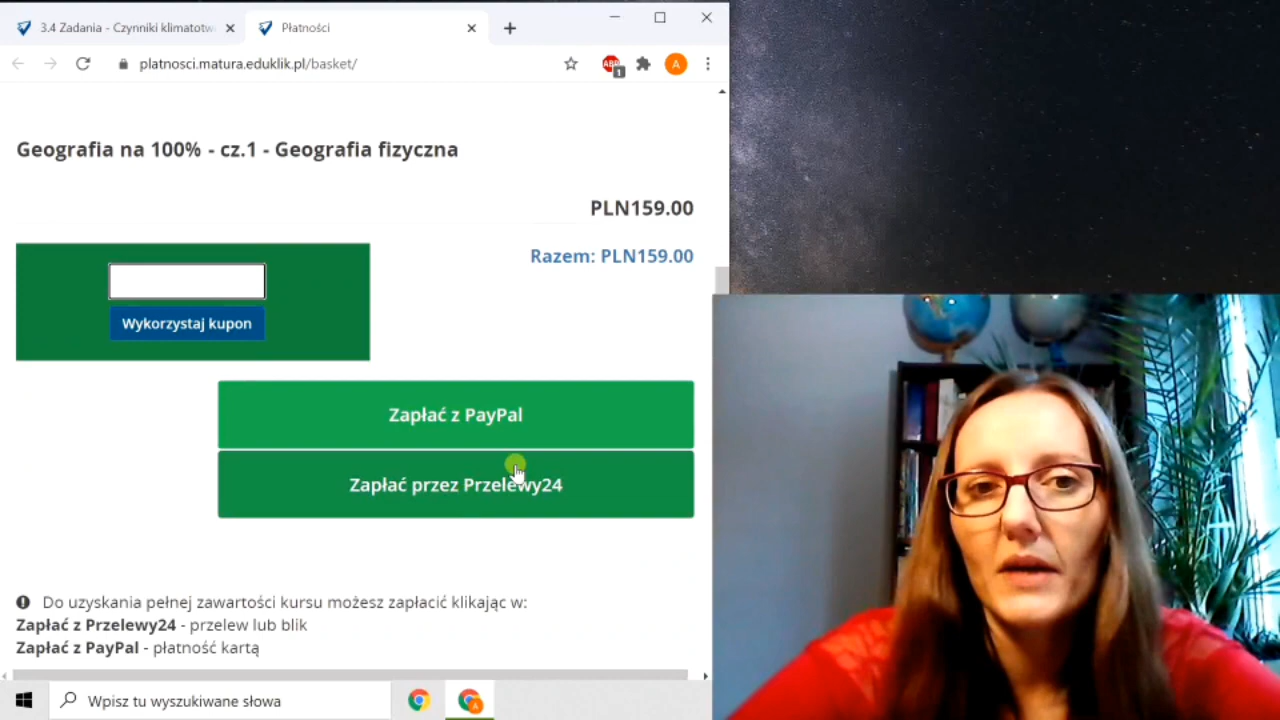 3.4 Zadania - Czynniki klimatotw
Płatności
platnosci.matura.eduklik.pl/basket/
ABP
1
A
Geografia na 100% - cz.1 - Geografia fizyczna
PLN159.00
Razem: PLN159.00
Wykorzystaj kupon
Zapłać z PayPal
Zapłać przez Przelewy24
Do uzyskania pełnej zawartości kursu możesz zapłacić klikając w:
Zapłać z Przelewy24 - przelew lub blik
Zapłać z PayPal - płatność kartą
Wpisz tu wyszukiwane słowa
A